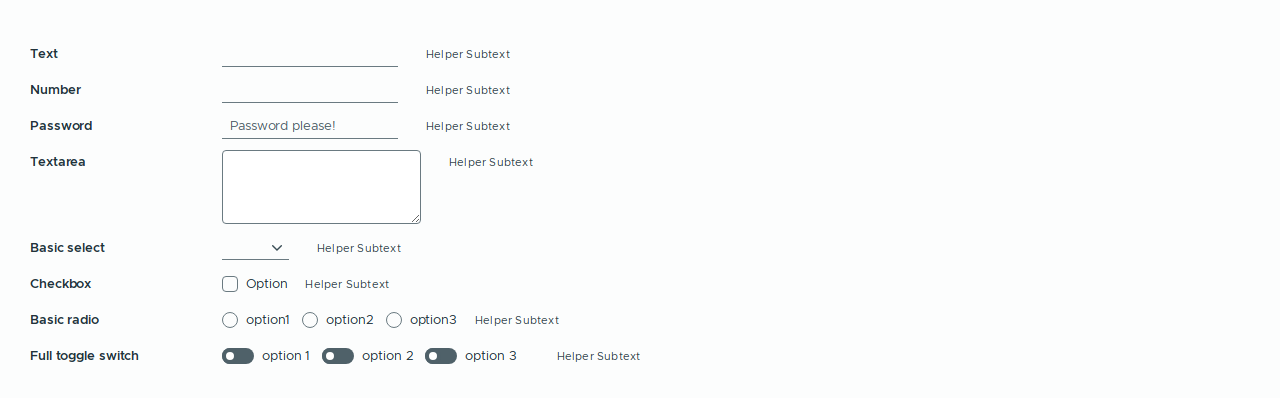 Text Helper Subtext
Number Helper Subtext
Password Password please! Helper Subtext
Textarea Helper Subtext
Basic select Helper Subtext
Checkbox Option Helper Subtext
Basic radio option1 option2 option3 Helper Subtext
Full toggle switch option 1 option 2 option 3 Helper Subtext